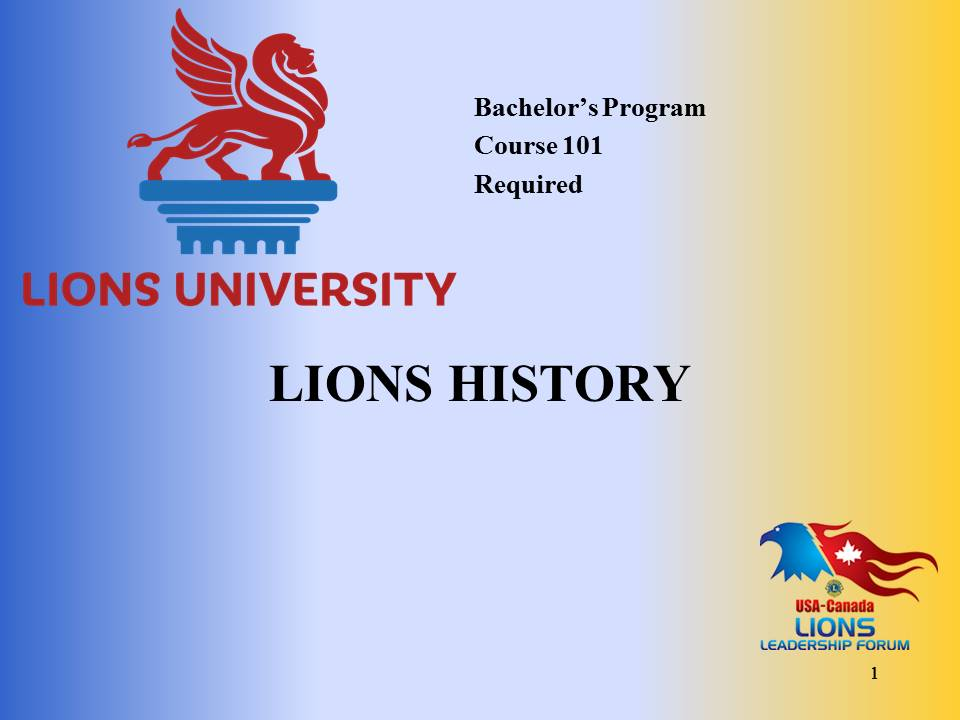 Bachelor's Program
Course 101
Required
LIONS UNIVERSITY
LIONS HISTORY
USA-Canada
LIONS
LEADERSHIP FORUM
1